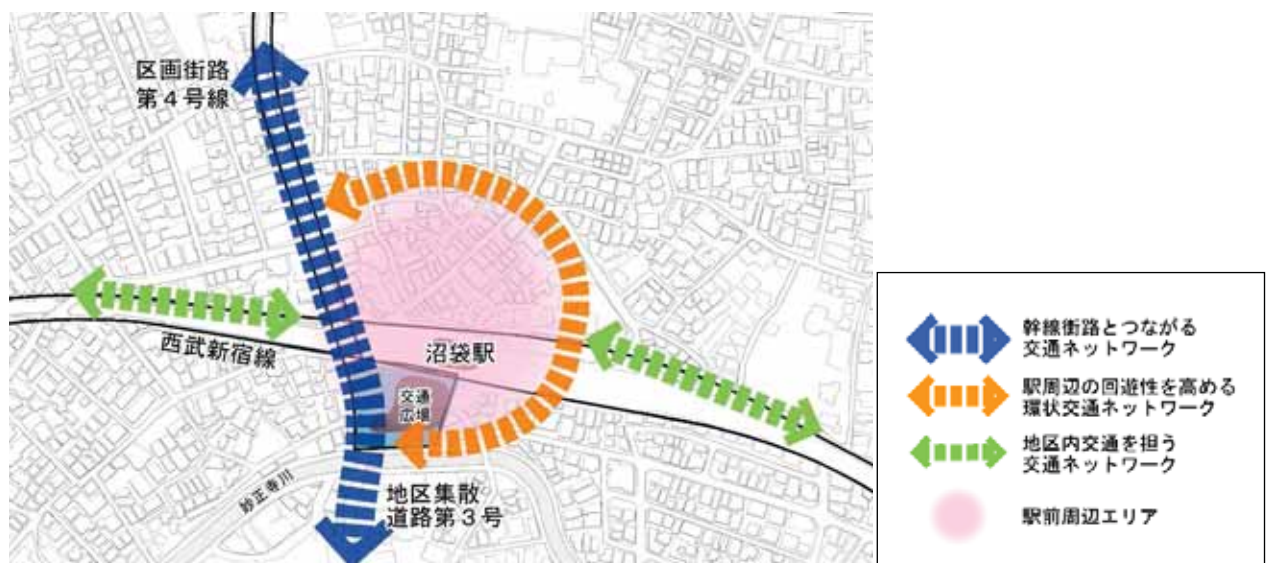 区画街路
第４号線
西武新宿線
沼袋駅
交通
広場
妙正寺川
地区集散
道路第３号
幹線街路とつながる
交通ネットワーク
駅周辺の回遊性を高める
環状交通ネットワーク
地区内交通を担う
交通ネットワーク
駅前周辺エリア